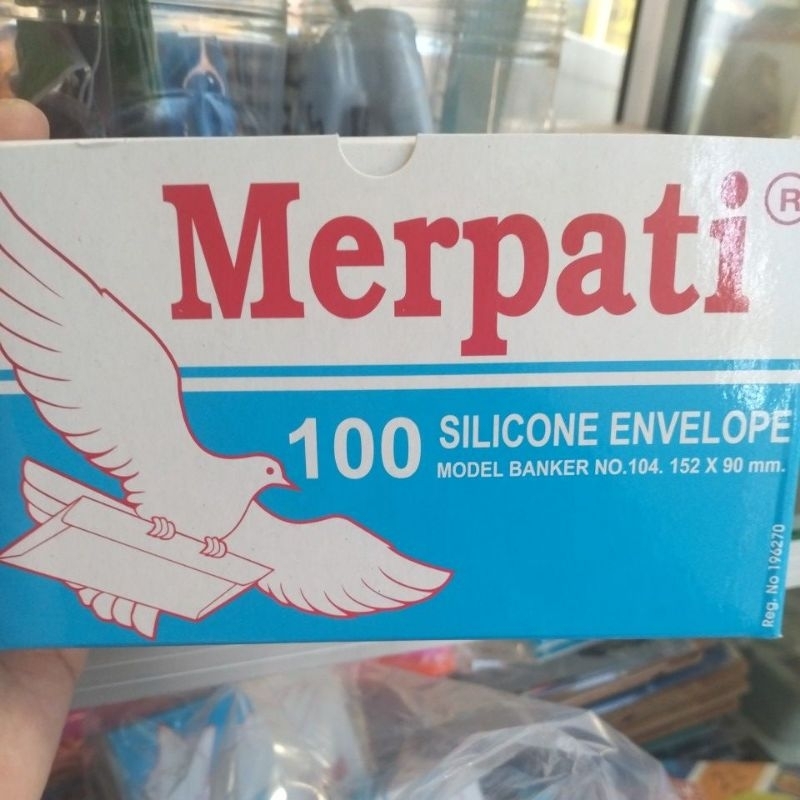 Merpati®
100 SILICONE ENVELOPE
MODEL BANKER NO.104. 152 X 90 mm.
Reg. No 196270